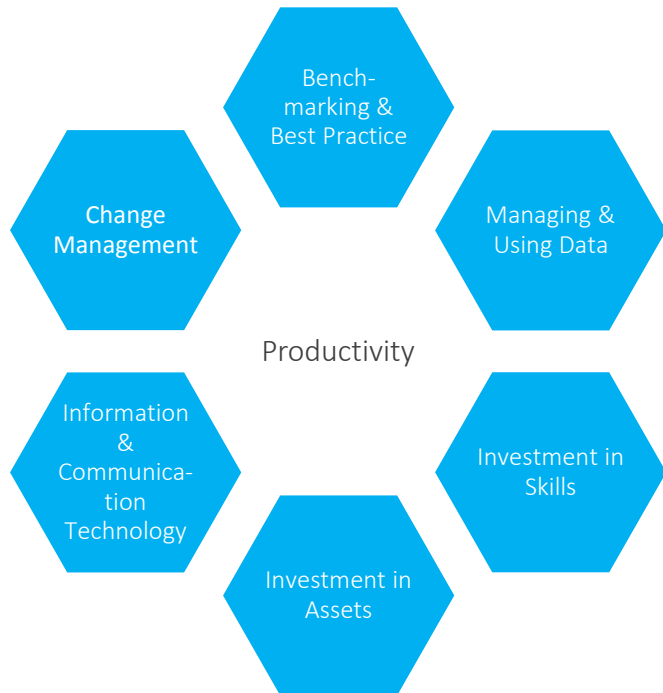 Bench-
marking &
Best Practice
Managing &
Using Data
Investment in
Skills
Investment in
Assets
Information
&
Communica-
tion
Technology
Change
Management
Productivity